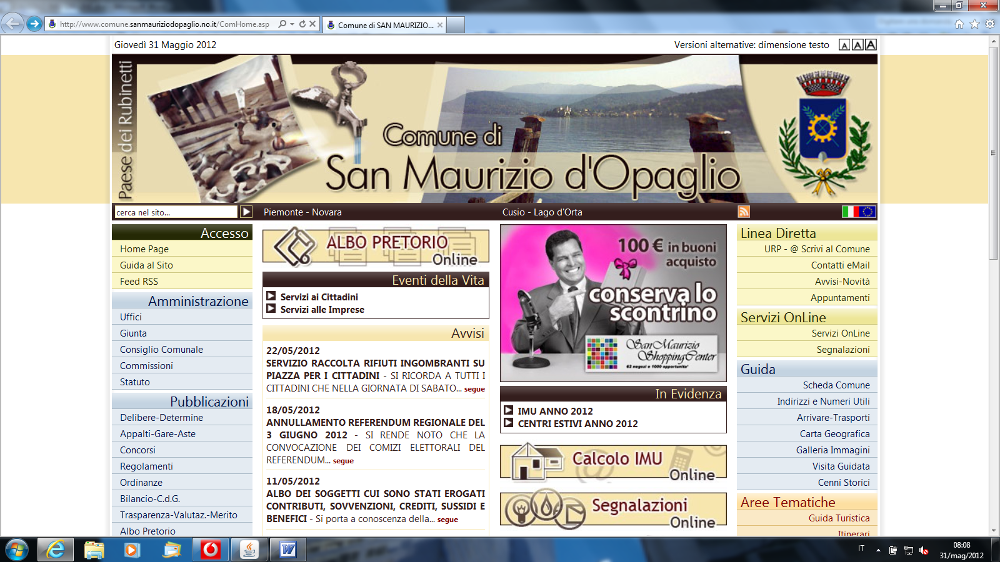 http://www.comune.sanmauriziodopaglio.no.it/ComHome.asp
Comune di SAN MAURIZIO...
Giovedì 31 Maggio 2012
Versioni alternative: dimensione testo A A A
Paese dei Rubinetti
Comune di
San Maurizio d'Opaglio
cerca nel sito...
Piemonte - Novara
Cusio - Lago d'Orta
Accesso
Home Page
Guida al Sito
Feed RSS
Amministrazione
Uffici
Giunta
Consiglio Comunale
Commissioni
Statuto
Pubblicazioni
Delibere-Determine
Appalti-Gare-Aste
Concorsi
Regolamenti
Ordinanze
Bilancio-C.d.G.
Trasparenza-Valutaz.-Merito
Albo Pretorio
ALBO PRETORIO
Online
Eventi della Vita
Servizi ai Cittadini
Servizi alle Imprese
Avvisi
22/05/2012
SERVIZIO RACCOLTA RIFIUTI INGOMBRANTI SU
PIAZZA PER I CITTADINI - SI RICORDA A TUTTI I
CITTADINI CHE NELLA GIORNATA DI SABATO... segue
18/05/2012
ANNULLAMENTO REFERENDUM REGIONALE DEL
3 GIUGNO 2012 - SI RENDE NOTO CHE LA
CONVOCAZIONE DEI COMIZI ELETTORALI DEL
REFERENDUM... segue
11/05/2012
ALBO DEI SOGGETTI CUI SONO STATI EROGATI
CONTRIBUTI, SOVVENZIONI, CREDITI, SUSSIDI E
BENEFICI - Si porta a conoscenza della... segue
100 € in buoni
acquisto
conserva lo
scontrino
SanMaurizio
ShoppingCenter
62 negozi e 1000 opportunita'
In Evidenza
IMU ANNO 2012
CENTRI ESTIVI ANNO 2012
Calcolo IMU
Online
Segnalazioni
Online
Linea Diretta
URP - @ Scrivi al Comune
Contatti eMail
Avvisi-Novità
Appuntamenti
Servizi OnLine
Servizi OnLine
Segnalazioni
Guida
Scheda Comune
Indirizzi e Numeri Utili
Arrivare-Trasporti
Carta Geografica
Galleria Immagini
Visita Guidata
Cenni Storici
Aree Tematiche
Guida Turistica
Itinerari
IT
08:08
31/mag/2012